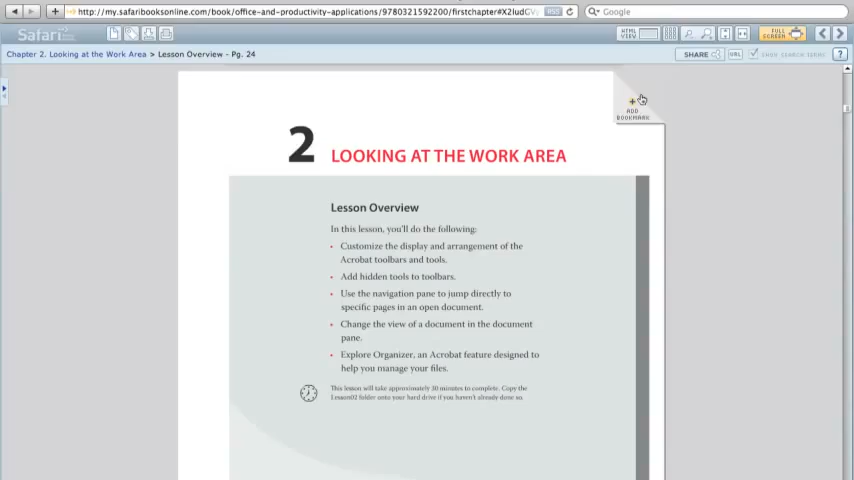 http://my.safaribooksonline.com/book/office-and-productivity-applications/9780321592200/firstchapter#X2ludGV
RSS
Google
Safari
HTML VIEW
FULL SCREEN
Chapter 2. Looking at the Work Area > Lesson Overview - Pg. 24
SHARE
URL
SHOW SEARCH TERMS
?
ADD
BOOKMARK
2 LOOKING AT THE WORK AREA
Lesson Overview
In this lesson, you'll do the following:
• Customize the display and arrangement of the
Acrobat toolbars and tools.
• Add hidden tools to toolbars.
• Use the navigation pane to jump directly to
specific pages in an open document.
• Change the view of a document in the document
pane.
• Explore Organizer, an Acrobat feature designed to
help you manage your files.
This lesson will take approximately 30 minutes to complete. Copy the
Lesson02 folder onto your hard drive if you haven't already done so.